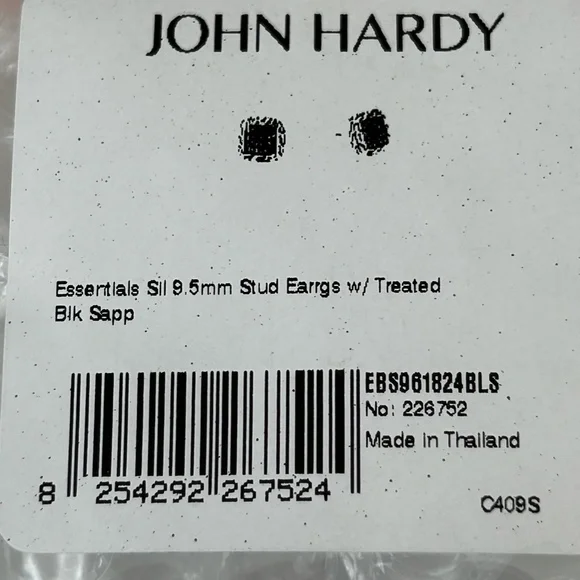 JOHN HARDY
Essentials Sil 9.5mm Stud Earrgs w/ Treated
Blk Sapp
EBS961824BLS
No: 226752
Made in Thailand
8 254292 267524
C409S